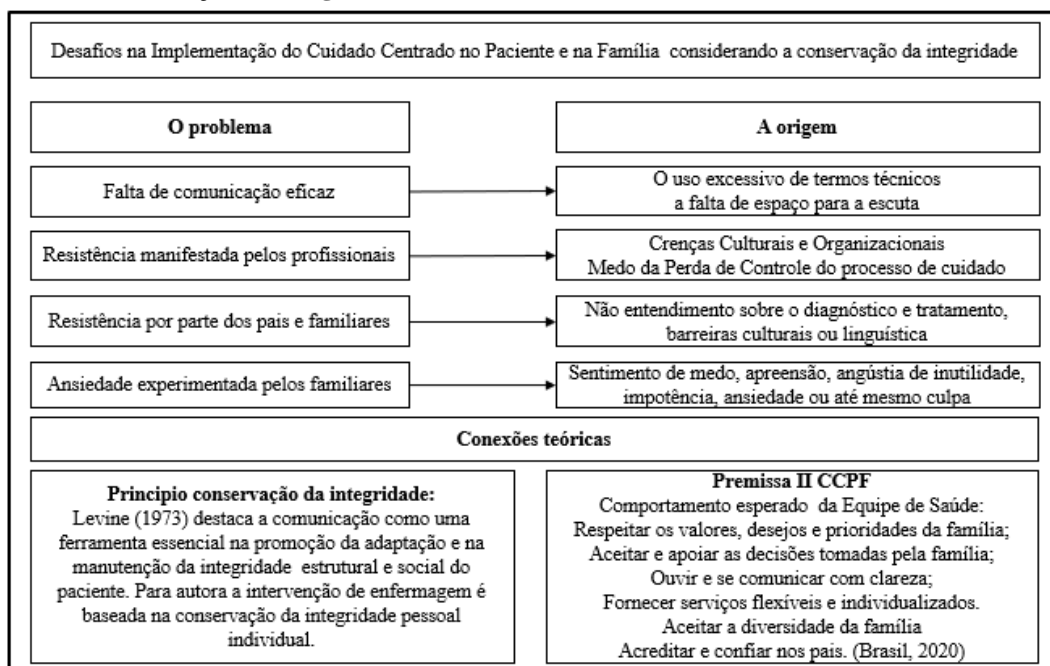 Desafios na Implementação do Cuidado Centrado no Paciente e na Família considerando a conservação da integridade
O problema
A origem
Falta de comunicação eficaz
O uso excessivo de termos técnicos
a falta de espaço para a escuta
Resistência manifestada pelos profissionais
Crenças Culturais e Organizacionais
Medo da Perda de Controle do processo de cuidado
Resistência por parte dos pais e familiares
Não entendimento sobre o diagnóstico e tratamento,
barreiras culturais ou linguística
Ansiedade experimentada pelos familiares
Sentimento de medo, apreensão, angústia de inutilidade,
impotência, ansiedade ou até mesmo culpa
Conexões teóricas
Principio conservação da integridade:
Levine (1973) destaca a comunicação como uma
ferramenta essencial na promoção da adaptação e na
manutenção da integridade estrutural e social do
paciente. Para autora a intervenção de enfermagem é
baseada na conservação da integridade pessoal
individual.
Premissa II CCPF
Comportamento esperado da Equipe de Saúde:
Respeitar os valores, desejos e prioridades da família;
Aceitar e apoiar as decisões tomadas pela família;
Ouvir e se comunicar com clareza;
Fornecer serviços flexíveis e individualizados.
Aceitar a diversidade da família
Acreditar e confiar nos pais. (Brasil, 2020)